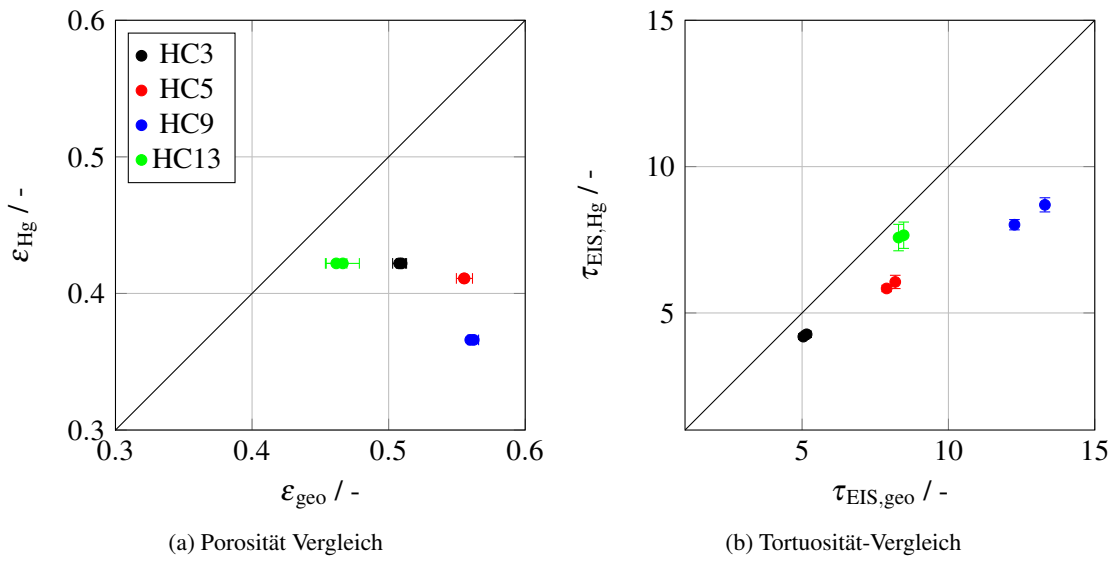 0.6
0.5
0.4
0.3
ε_Hg / -
HC3
HC5
HC9
HC13
0.3 0.4 0.5 0.6
ε_geo / -
(a) Porosität Vergleich
15
10
5
τ_EIS,Hg / -
5 10 15
τ_EIS,geo / -
(b) Tortuosität-Vergleich